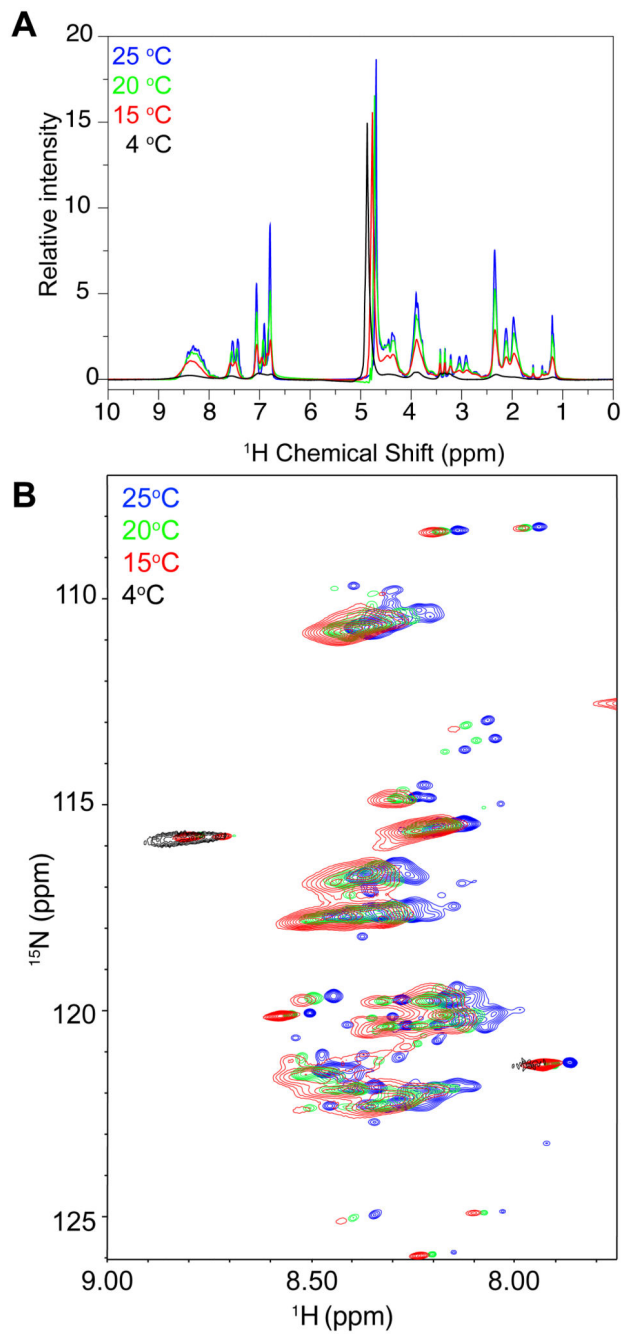 A
25 °C
20 °C
15 °C
4 °C
Relative intensity
20
15
10
5
0
10 9 8 7 6 5 4 3 2 1 0
¹H Chemical Shift (ppm)
B
25°C
20°C
15°C
4°C
¹⁵N (ppm)
110
115
120
125
9.00 8.50 8.00
¹H (ppm)